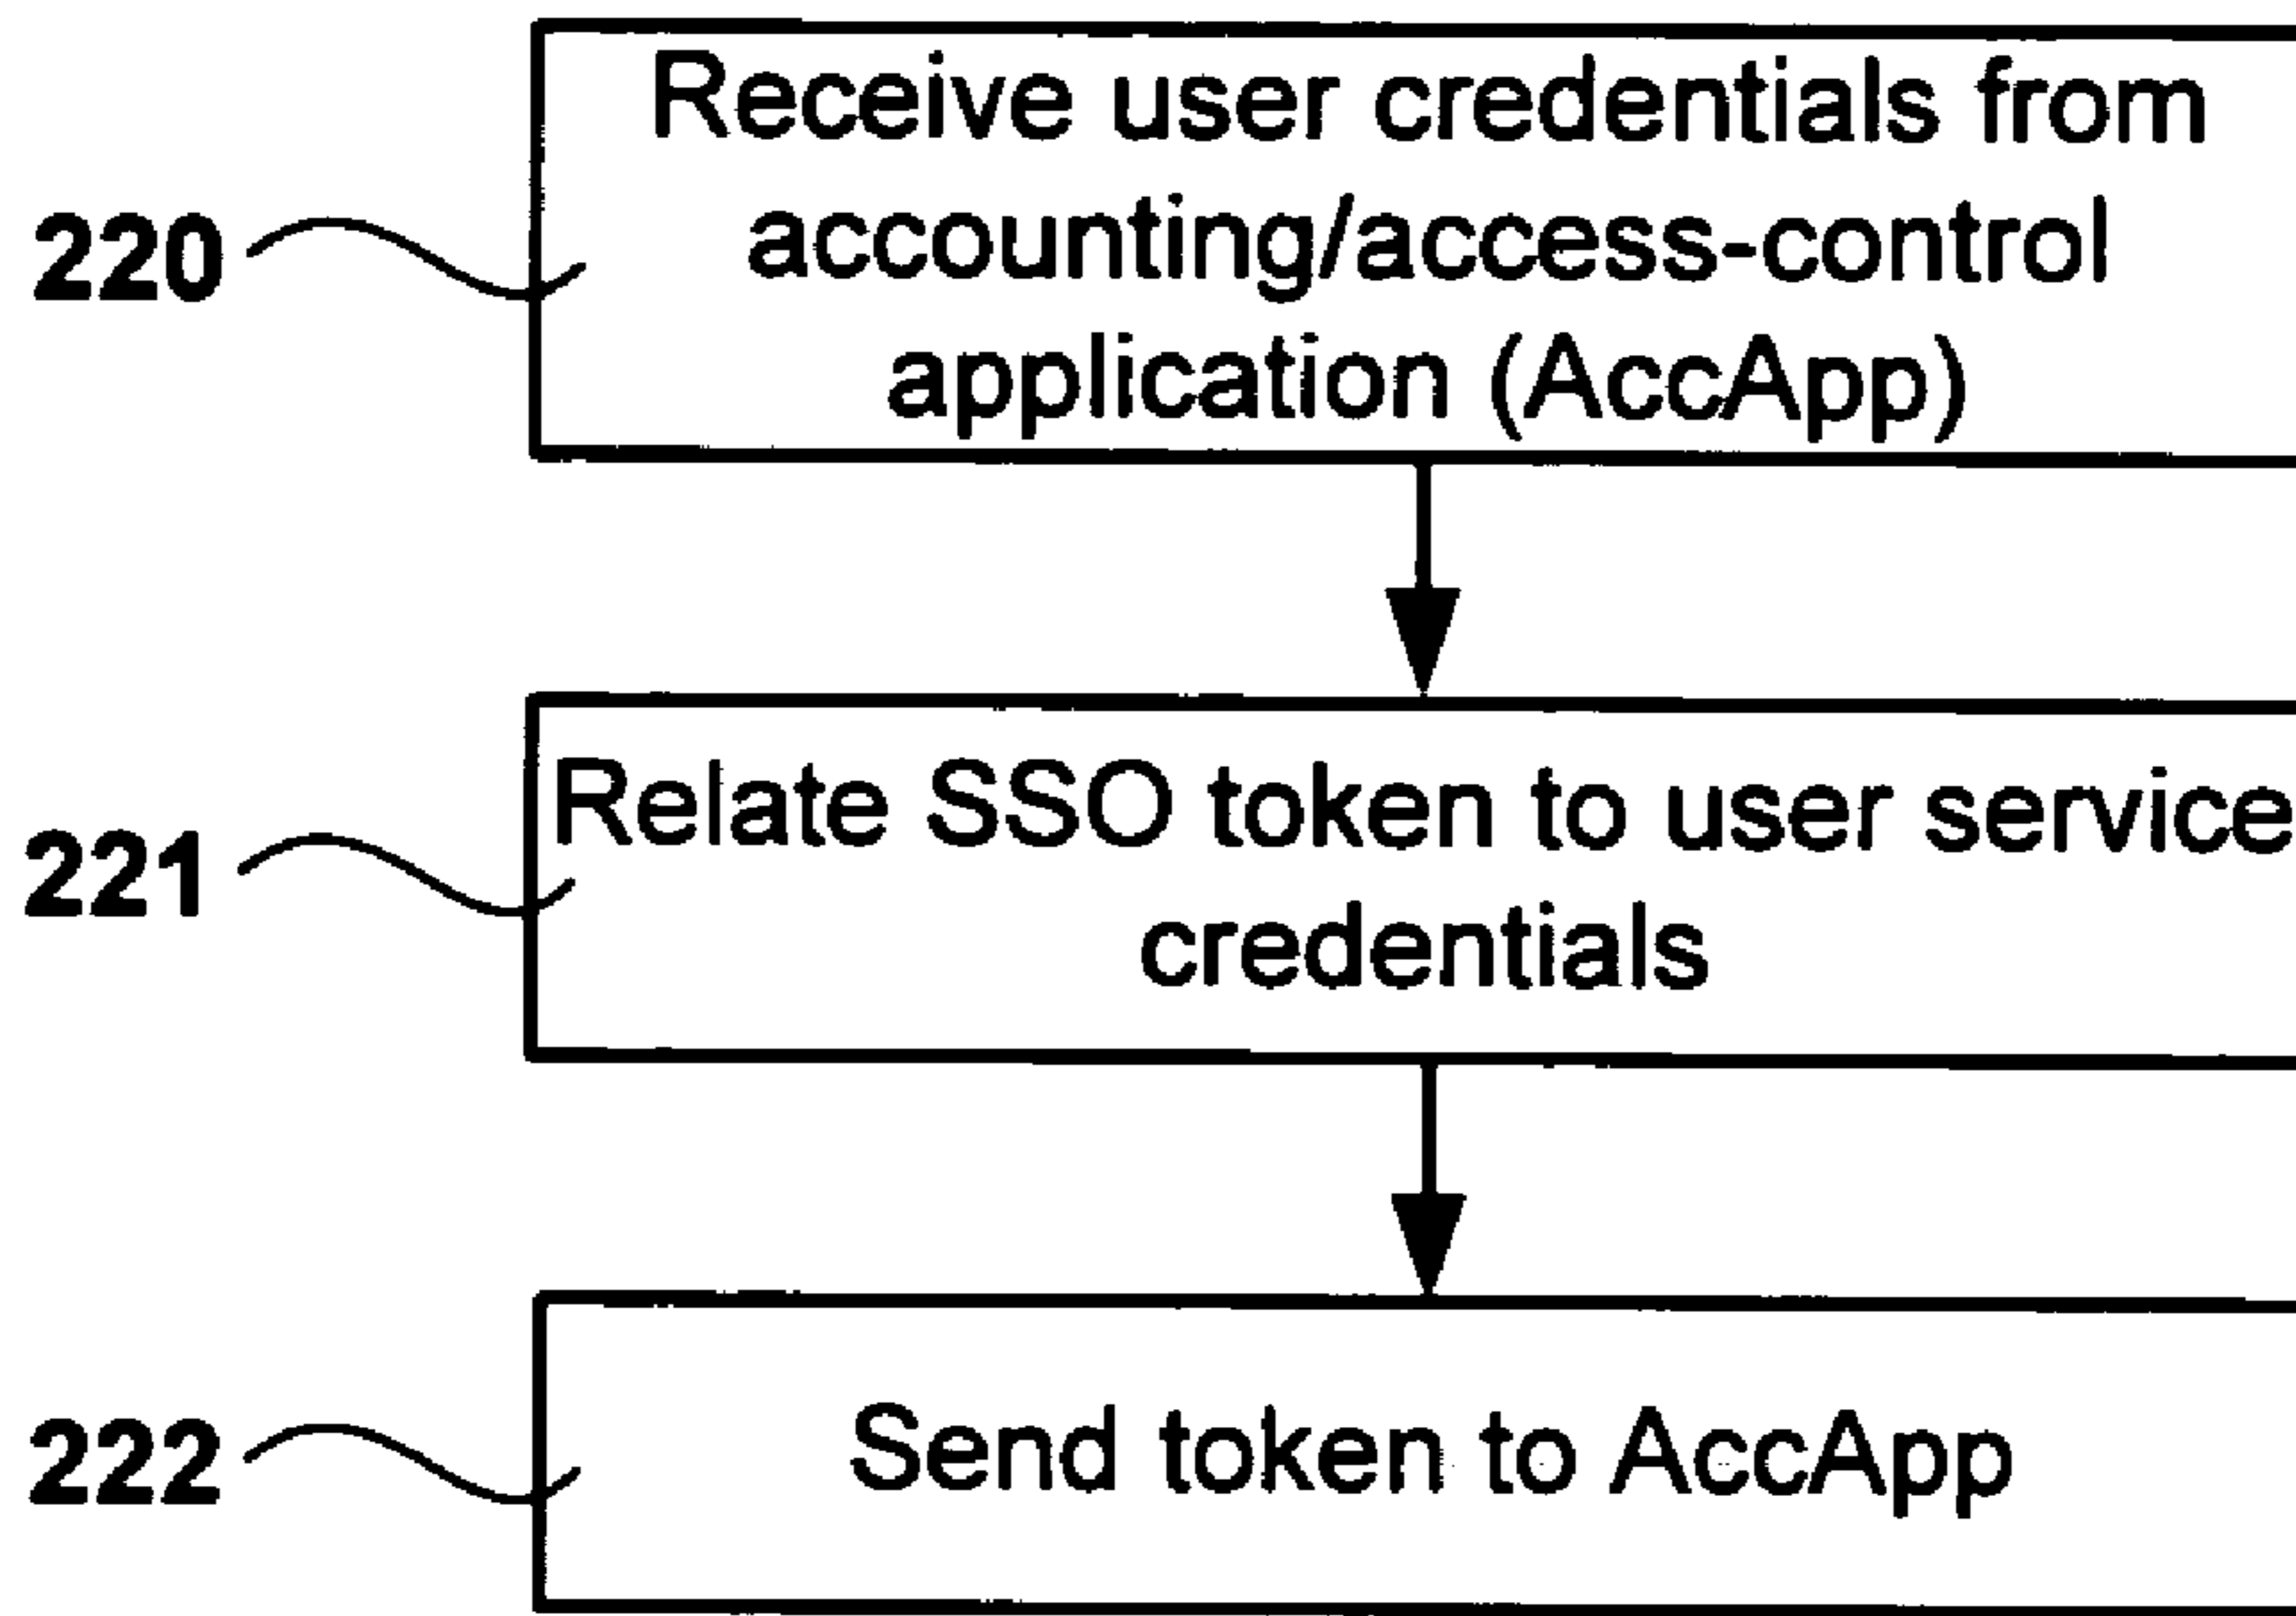 Receive user credentials from
accounting/access-control
application (AccApp)
220
Relate SSO token to user service
credentials
221
Send token to AccApp
222